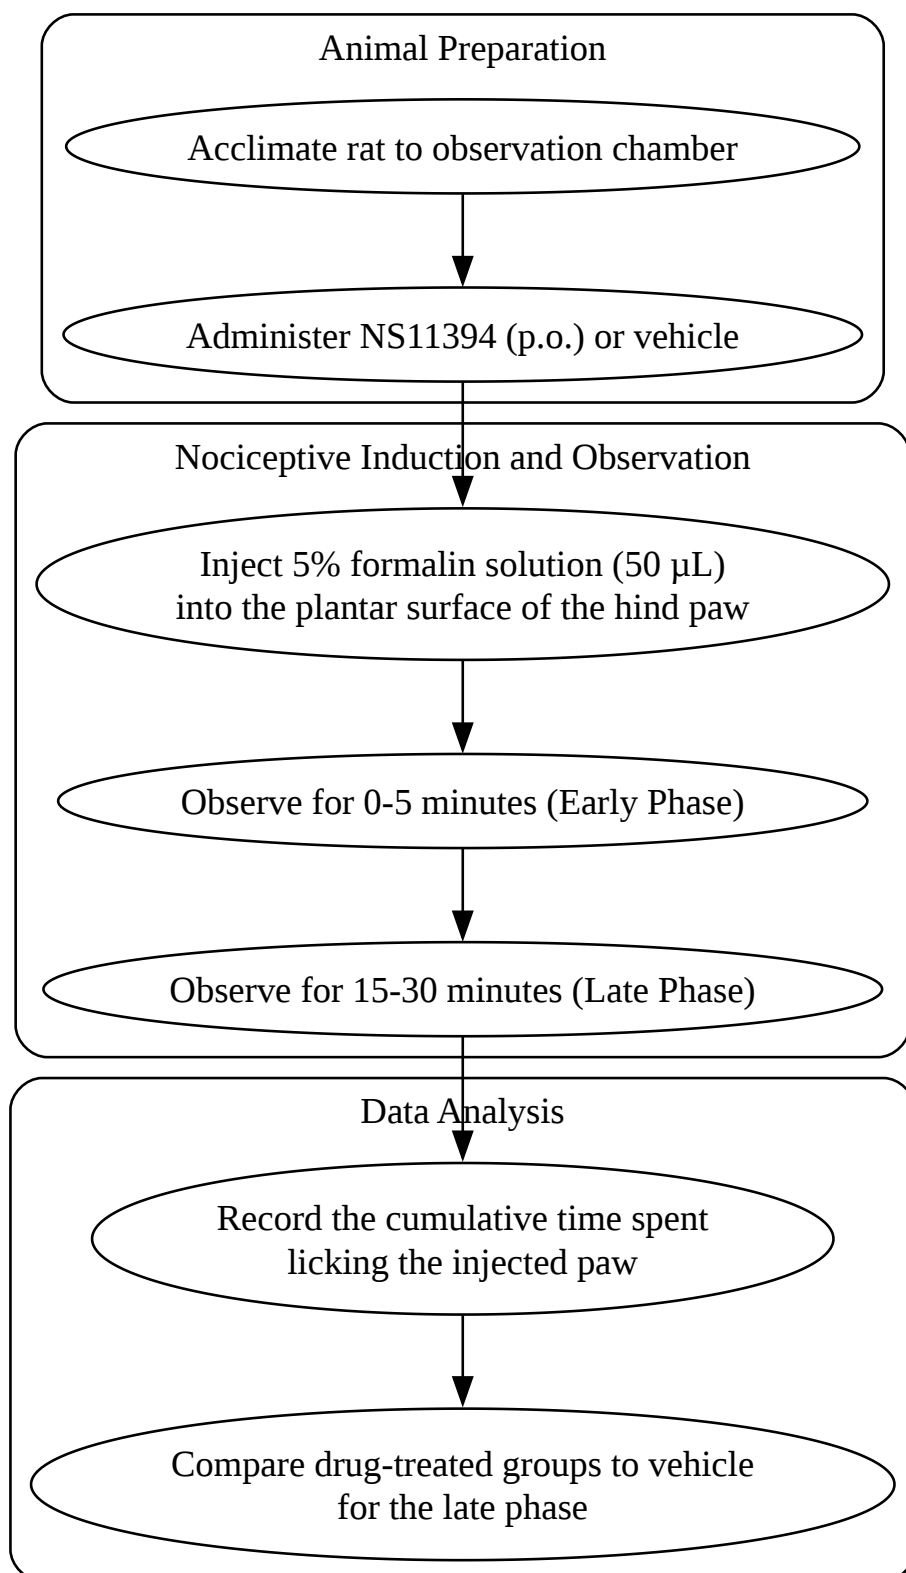 Animal Preparation
Acclimate rat to observation chamber
Administer NS11394 (p.o.) or vehicle
Nociceptive Induction and Observation
Inject 5% formalin solution (50 µL)
into the plantar surface of the hind paw
Observe for 0-5 minutes (Early Phase)
Observe for 15-30 minutes (Late Phase)
Data Analysis
Record the cumulative time spent
licking the injected paw
Compare drug-treated groups to vehicle
for the late phase